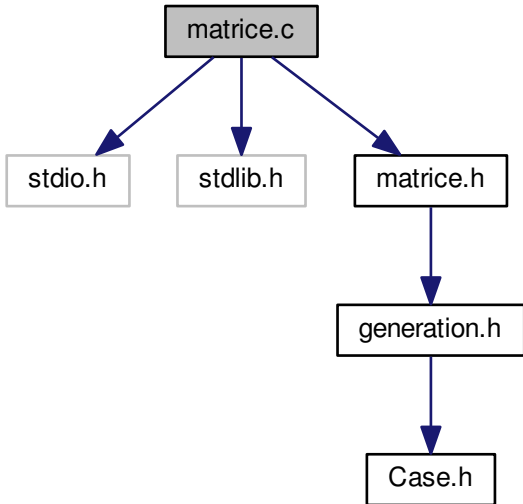 matrice.c
stdio.h
stdlib.h
matrice.h
generation.h
Case.h